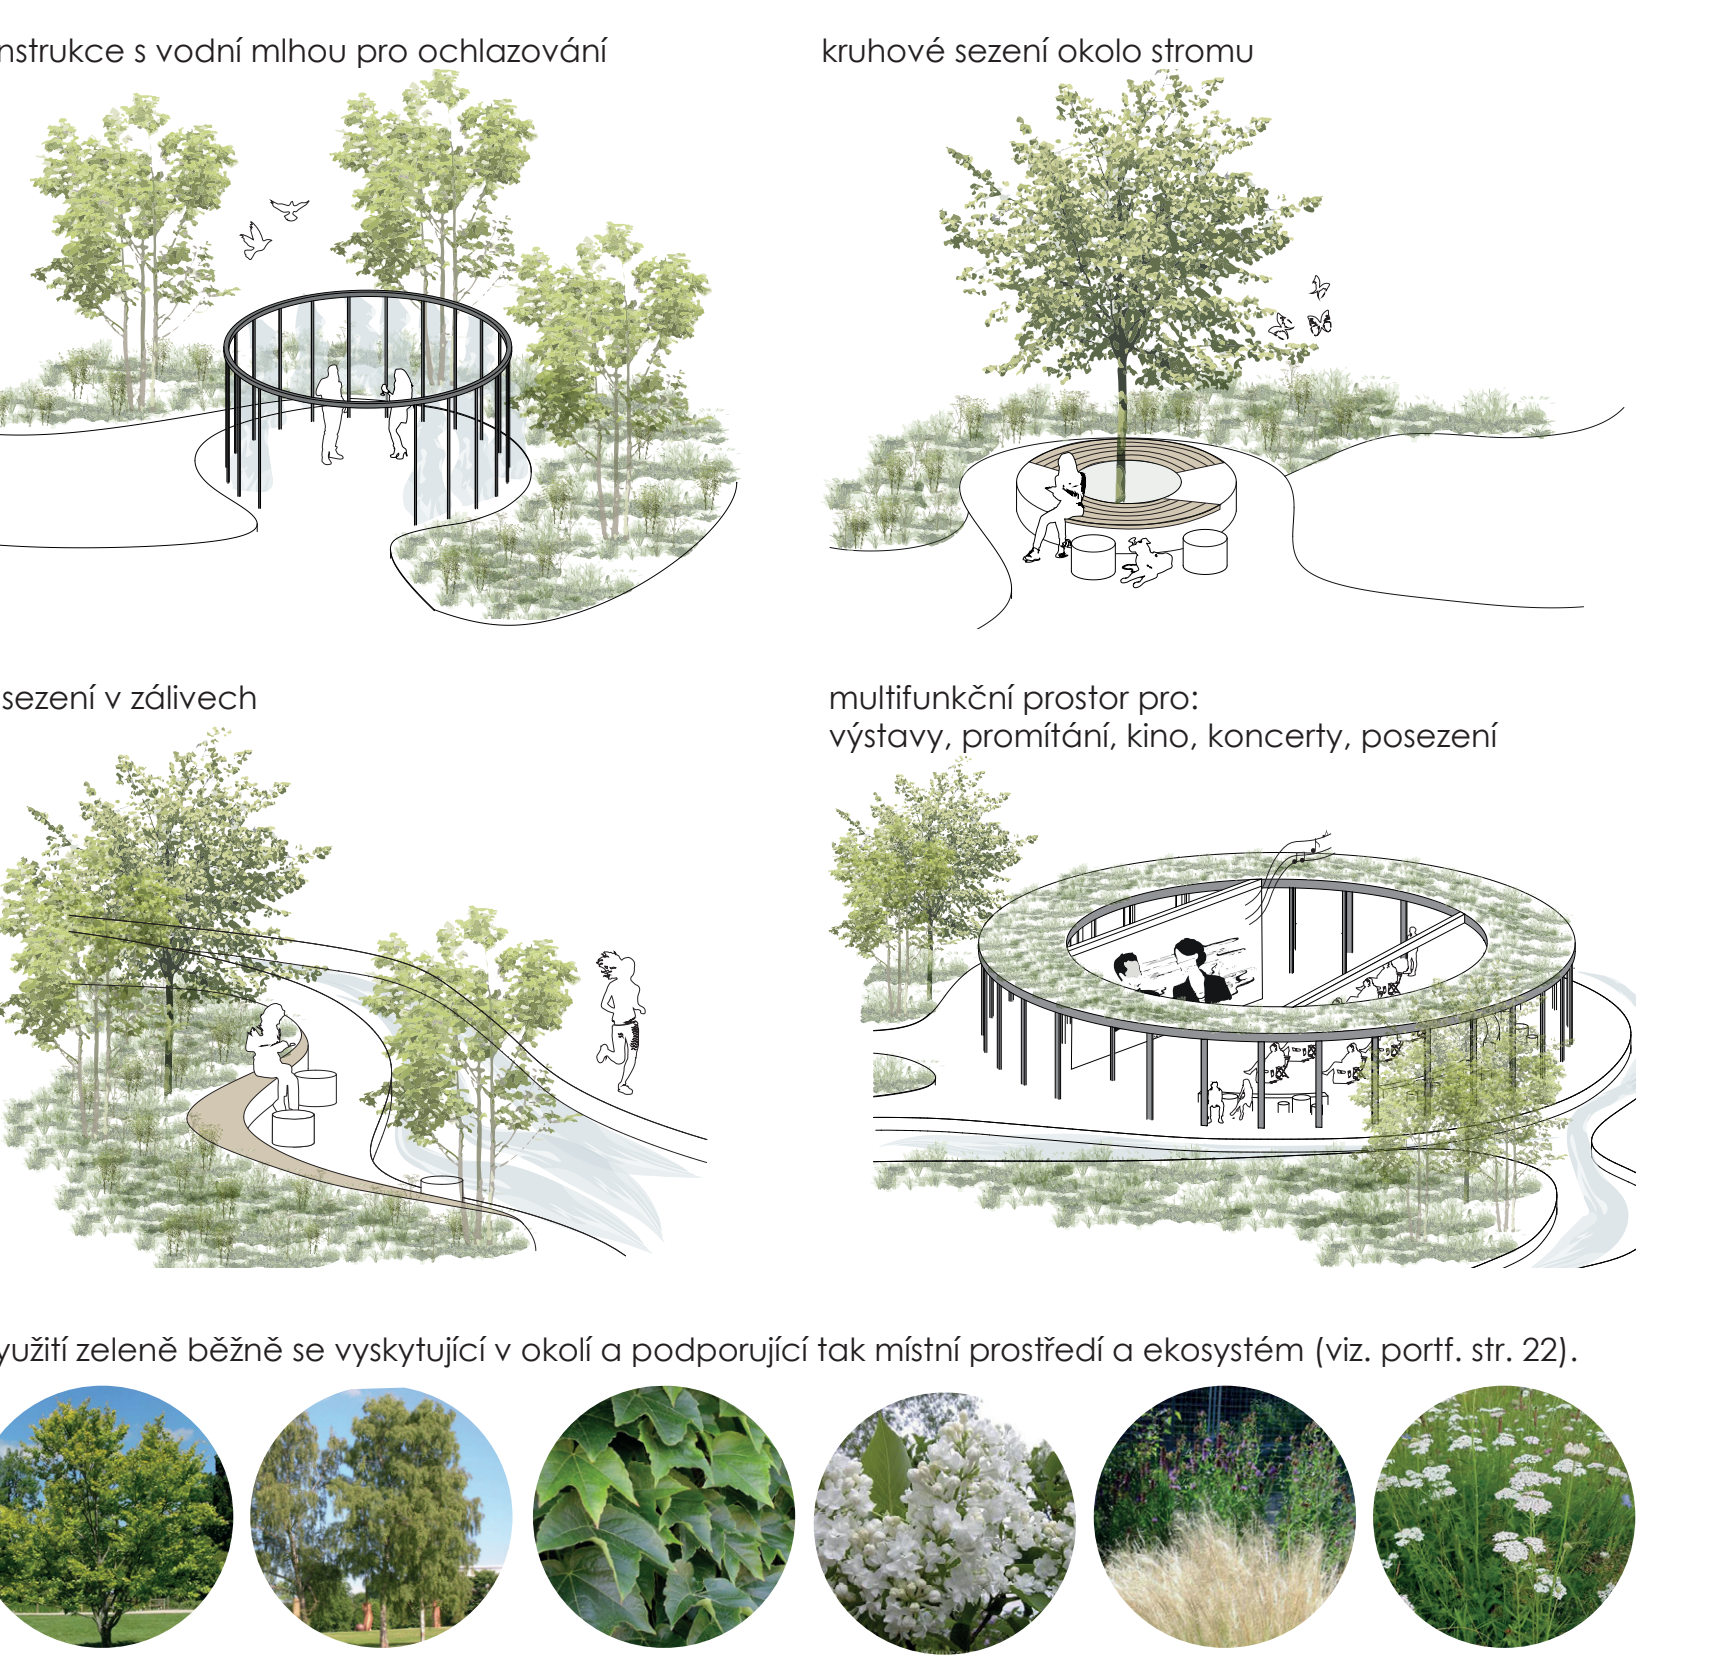 nstrukce s vodní mlhou pro ochlazování
kruhové sezení okolo stromu
sezení v zálivech
multifunkční prostor pro:
výstavy, promítání, kino, koncerty, posezení
yužití zeleně běžně se vyskytující v okolí a podporující tak místní prostředí a ekosystém (viz. portf. str. 22).